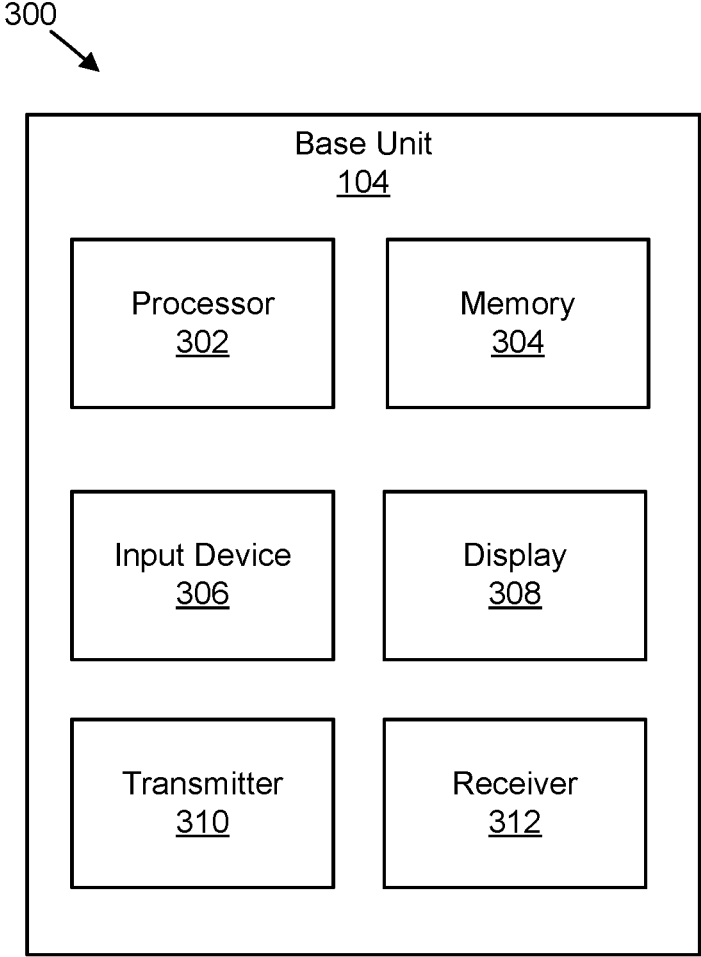 300
Base Unit
104
Processor
302
Memory
304
Input Device
306
Display
308
Transmitter
310
Receiver
312